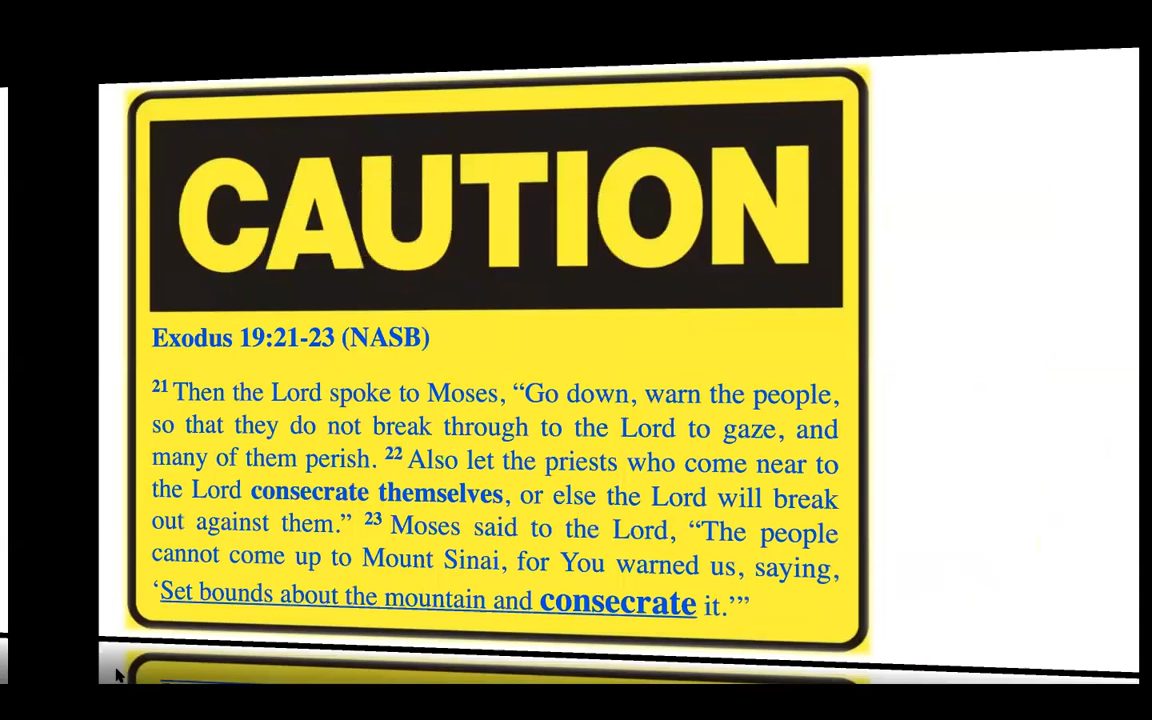 CAUTION
Exodus 19:21-23 (NASB)
21 Then the Lord spoke to Moses, “Go down, warn the people,
so that they do not break through to the Lord to gaze, and
many of them perish. 22 Also let the priests who come near to
the Lord consecrate themselves, or else the Lord will break
out against them.” 23 Moses said to the Lord, “The people
cannot come up to Mount Sinai, for You warned us, saying,
‘Set bounds about the mountain and consecrate it.’”